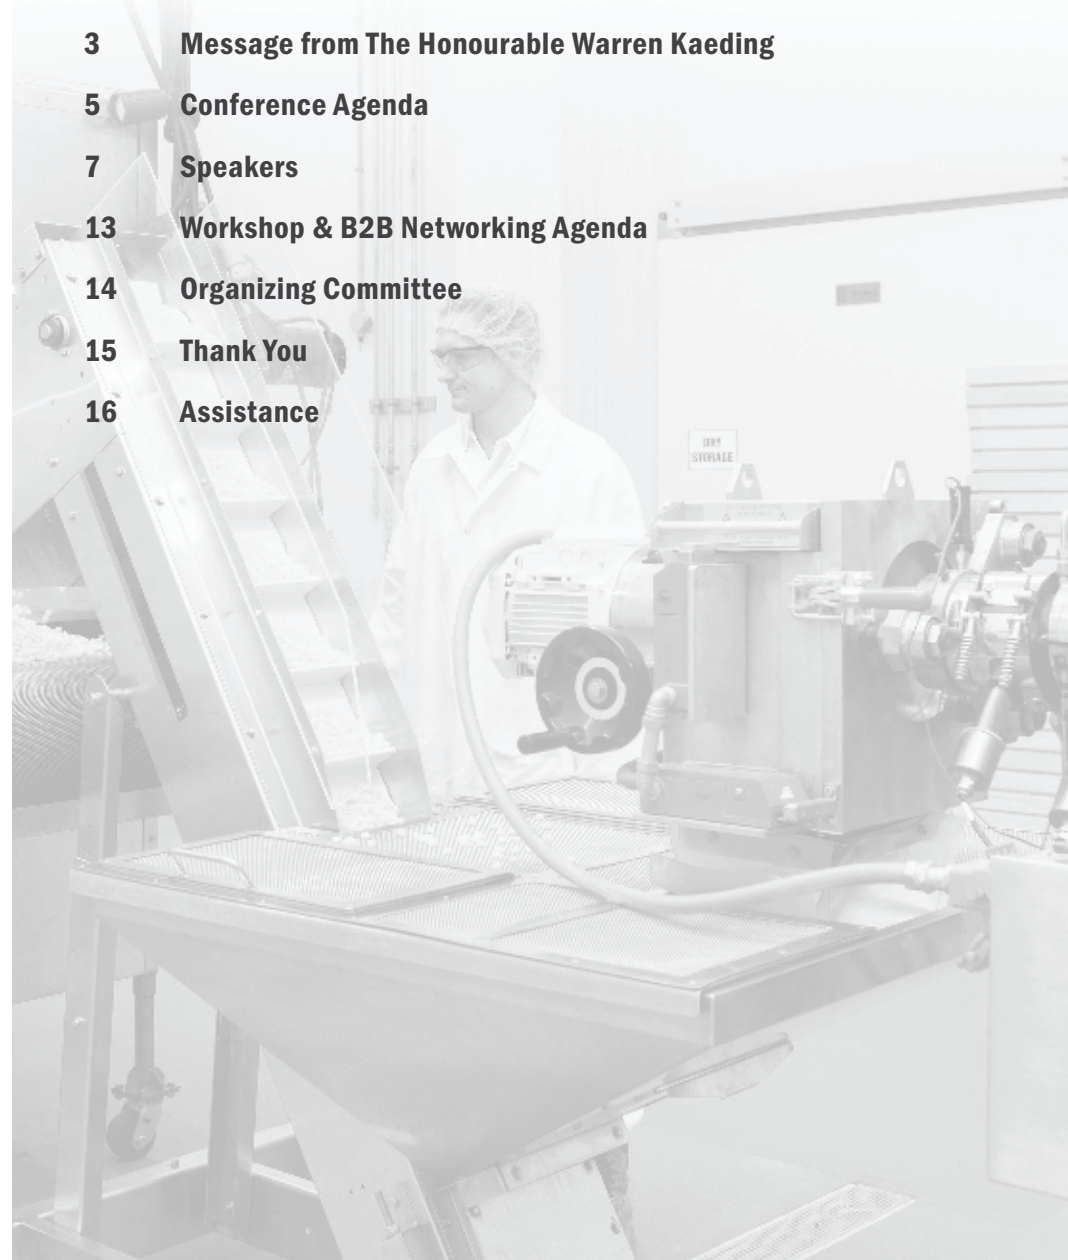 3 Message from The Honourable Warren Kaeding
5 Conference Agenda
7 Speakers
13 Workshop & B2B Networking Agenda
14 Organizing Committee
15 Thank You
16 Assistance
STORAGE